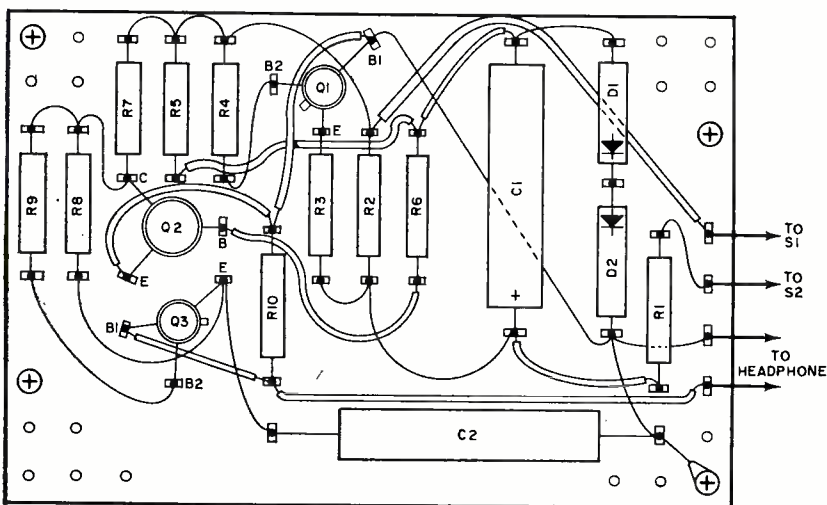 B2
Q1
B1
R7
R5
R4
E
D1
C
R9
R8
Q2
B
R3
R2
R6
C1
TO
S1
D2
TO
S2
E
E
R10
R1
+
B1
Q3
B2
TO
HEADPHONE
C2